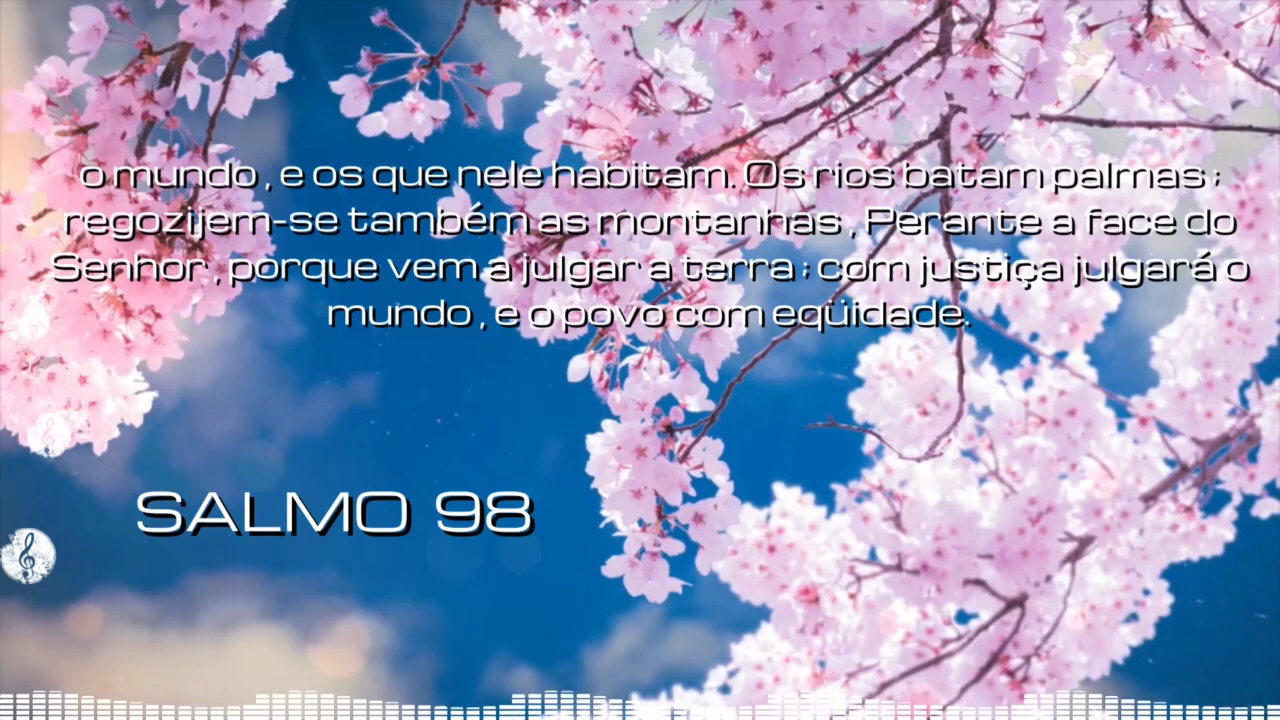 o mundo, e os que nele habitam. Os rios batam palmas;
regozijem-se também as montanhas, Perante a face do
Senhor, porque vem a julgar a terra; com justiça julgará o
mundo, e o povo com eqüidade.
SALMO 98